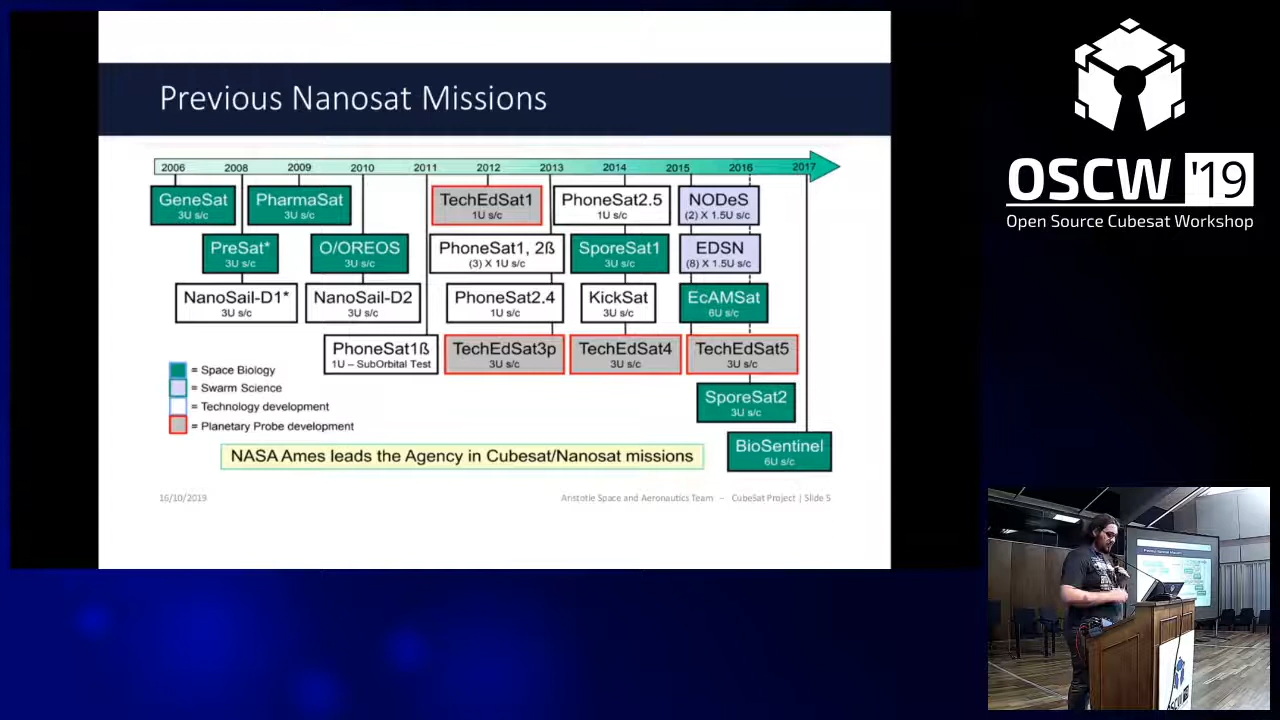 Previous Nanosat Missions
2006 2008 2009 2010 2011 2012 2013 2014 2015 2016 2017
GeneSat
3U s/c
PharmaSat
3U s/c
TechEdSat1
1U s/c
PhoneSat2.5
1U s/c
NODeS
(2) X 1.5U s/c
PreSat*
3U s/c
O/OREOS
3U s/c
PhoneSat1, 2ß
(3) X 1U s/c
SporeSat1
3U s/c
EDSN
(8) X 1.5U s/c
NanoSail-D1*
3U s/c
NanoSail-D2
3U s/c
PhoneSat2.4
1U s/c
KickSat
3U s/c
EcAMSat
6U s/c
PhoneSat1ß
1U – SubOrbital Test
TechEdSat3p
3U s/c
TechEdSat4
3U s/c
TechEdSat5
3U s/c
= Space Biology
= Swarm Science
= Technology development
= Planetary Probe development
SporeSat2
3U s/c
BioSentinel
6U s/c
NASA Ames leads the Agency in Cubesat/Nanosat missions
16/10/2019
Aristotle Space and Aeronautics Team – CubeSat Project | Slide 5
OSCW '19
Open Source Cubesat Workshop